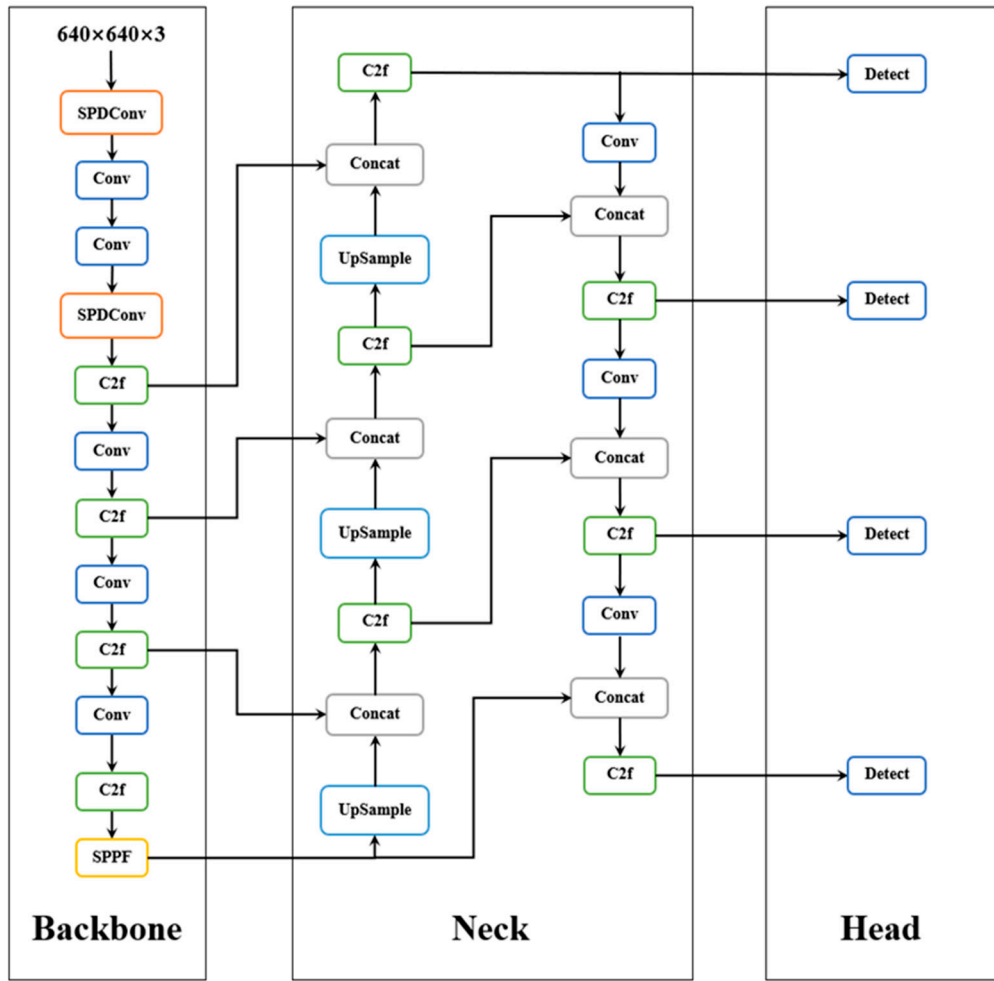 640×640×3
SPDConv
Conv
Conv
SPDConv
C2f
Conv
C2f
Conv
C2f
Conv
C2f
SPPF
Backbone
C2f
Concat
UpSample
C2f
Concat
UpSample
C2f
Concat
UpSample
Conv
Concat
C2f
Conv
Concat
C2f
Conv
Concat
C2f
Neck
Detect
Detect
Detect
Detect
Head